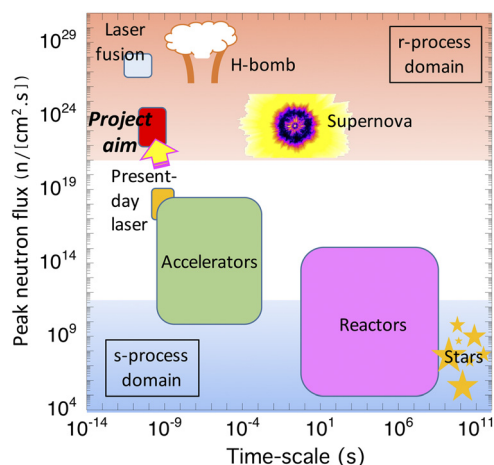 10^29
Laser
fusion
H-bomb
r-process
domain
10^24
Project
aim
Supernova
10^19
Present-
day
laser
Peak neutron flux (n/[cm².s]
10^14
Accelerators
Reactors
10^9
s-process
domain
Stars
10^4
10^-14
10^-9
10^-4
10^1
10^6
10^11
Time-scale (s)